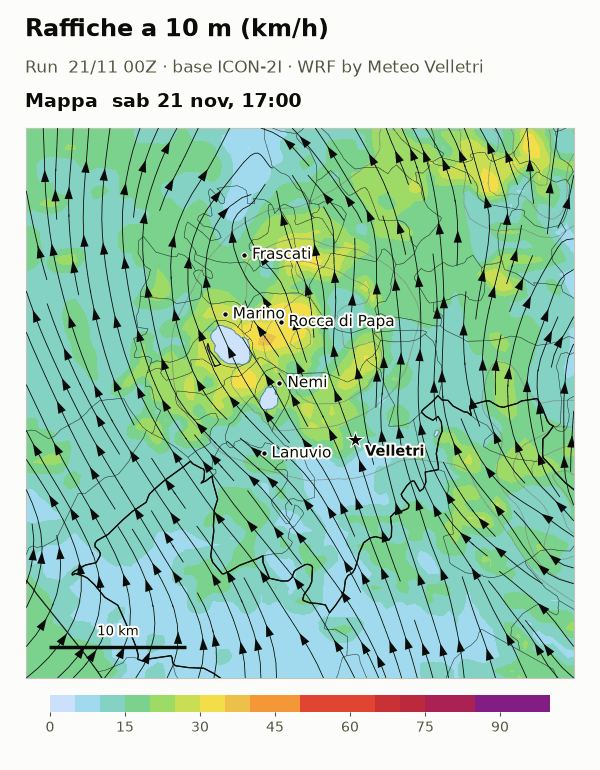 Raffiche a 10 m (km/h)
Run  21/11 00Z · base ICON-2I · WRF by Meteo Velletri
Mappa  sab 21 nov, 17:00
Frascati
Marino
Rocca di Papa
Nemi
Velletri
Lanuvio
10 km
0 15 30 45 60 75 90